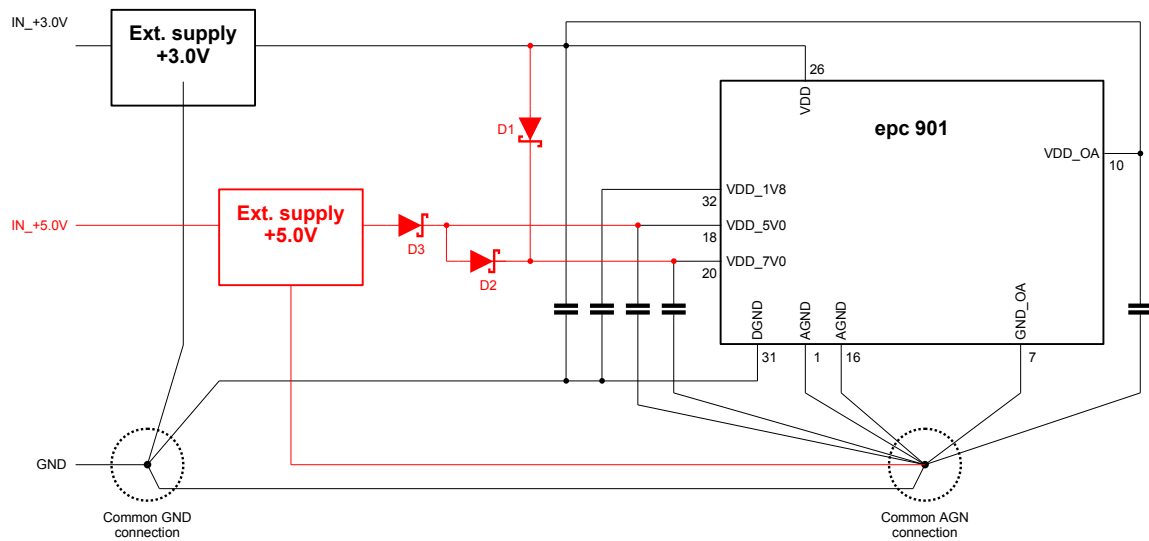 IN_+3.0V
Ext. supply
+3.0V
26
VDD
epc 901
D1
VDD_OA
10
VDD_1V8
32
IN_+5.0V
Ext. supply
+5.0V
D3
VDD_5V0
18
D2
VDD_7V0
20
DGND
AGND
AGND
GND_OA
31
1
16
7
GND
Common GND
connection
Common AGN
connection